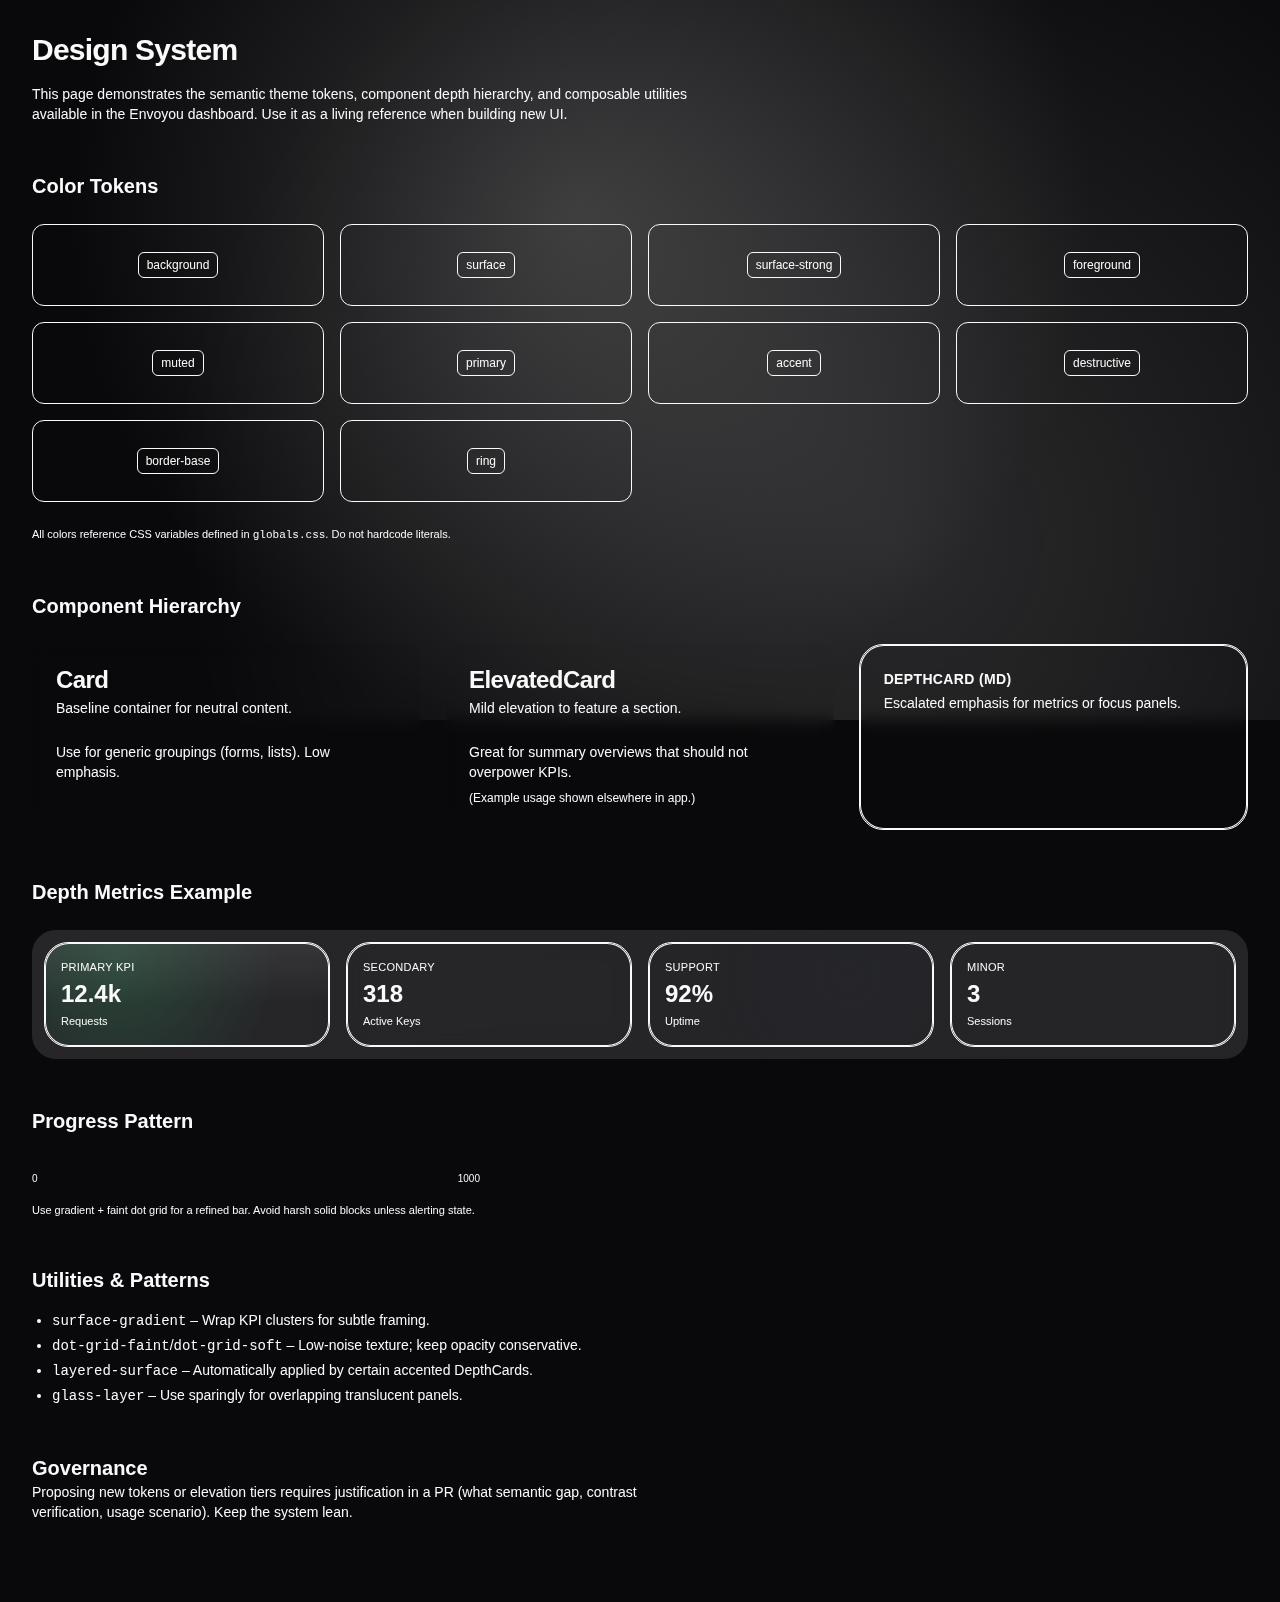 Design System
This page demonstrates the semantic theme tokens, component depth hierarchy, and composable utilities
available in the Envoyou dashboard. Use it as a living reference when building new UI.
Color Tokens
background
surface
surface-strong
foreground
muted
primary
accent
destructive
border-base
ring
All colors reference CSS variables defined in globals.css. Do not hardcode literals.
Component Hierarchy
Card
Baseline container for neutral content.
Use for generic groupings (forms, lists). Low
emphasis.
ElevatedCard
Mild elevation to feature a section.
Great for summary overviews that should not
overpower KPIs.
(Example usage shown elsewhere in app.)
DEPTHCARD (MD)
Escalated emphasis for metrics or focus panels.
Depth Metrics Example
PRIMARY KPI
12.4k
Requests
SECONDARY
318
Active Keys
SUPPORT
92%
Uptime
MINOR
3
Sessions
Progress Pattern
0
1000
Use gradient + faint dot grid for a refined bar. Avoid harsh solid blocks unless alerting state.
Utilities & Patterns
• surface-gradient – Wrap KPI clusters for subtle framing.
• dot-grid-faint/dot-grid-soft – Low-noise texture; keep opacity conservative.
• layered-surface – Automatically applied by certain accented DepthCards.
• glass-layer – Use sparingly for overlapping translucent panels.
Governance
Proposing new tokens or elevation tiers requires justification in a PR (what semantic gap, contrast
verification, usage scenario). Keep the system lean.